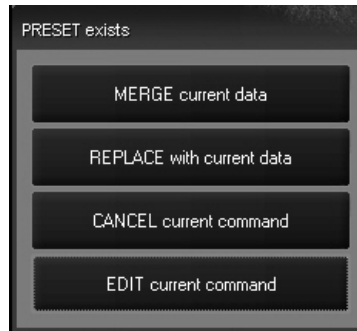 PRESET exists
MERGE current data
REPLACE with current data
CANCEL current command
EDIT current command